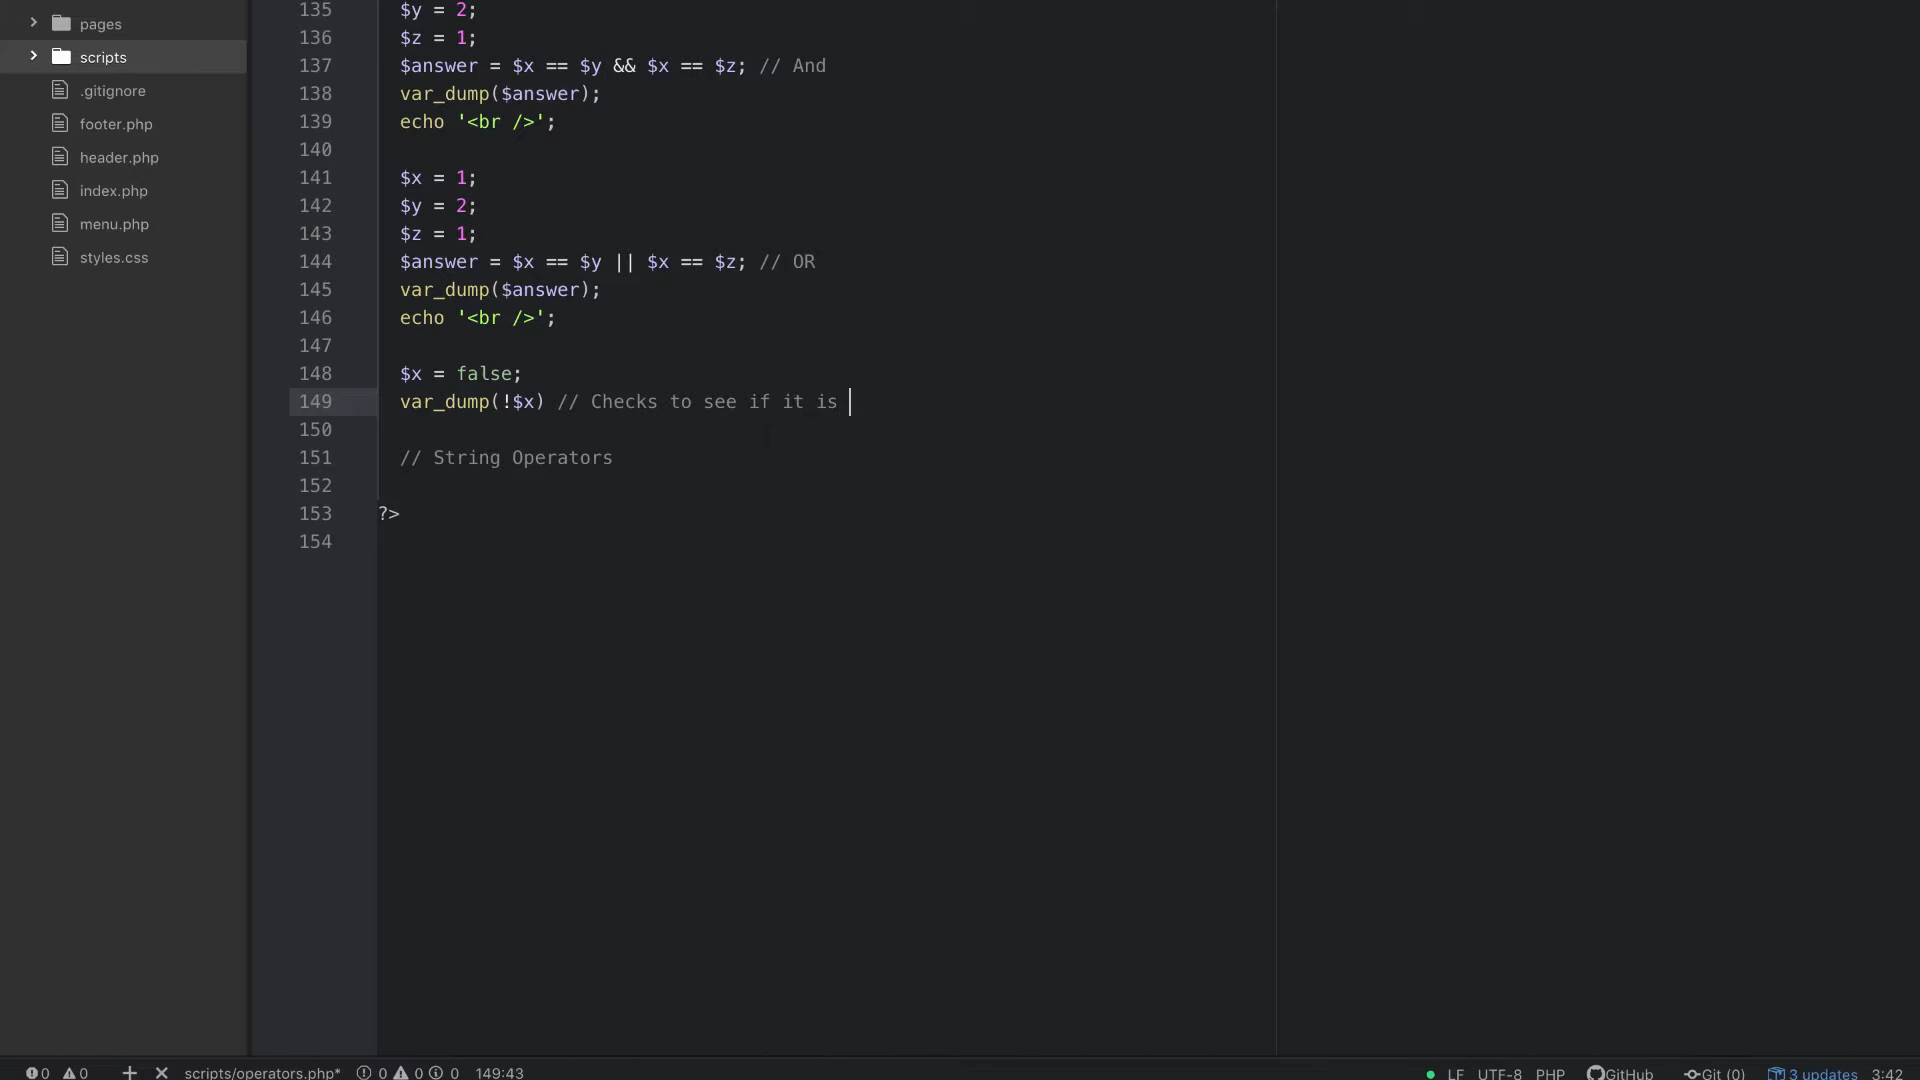 pages
scripts
.gitignore
footer.php
header.php
index.php
menu.php
styles.css
135 $y = 2;
136 $z = 1;
137 $answer = $x == $y && $x == $z; // And
138 var_dump($answer);
139 echo '<br />';
140
141 $x = 1;
142 $y = 2;
143 $z = 1;
144 $answer = $x == $y || $x == $z; // OR
145 var_dump($answer);
146 echo '<br />';
147
148 $x = false;
149 var_dump(!$x) // Checks to see if it is
150
151 // String Operators
152
153 ?>
154
0 0 + × scripts/operators.php* 0 0 0 149:43 LF UTF-8 PHP GitHub Git (0) 3 updates 3:42